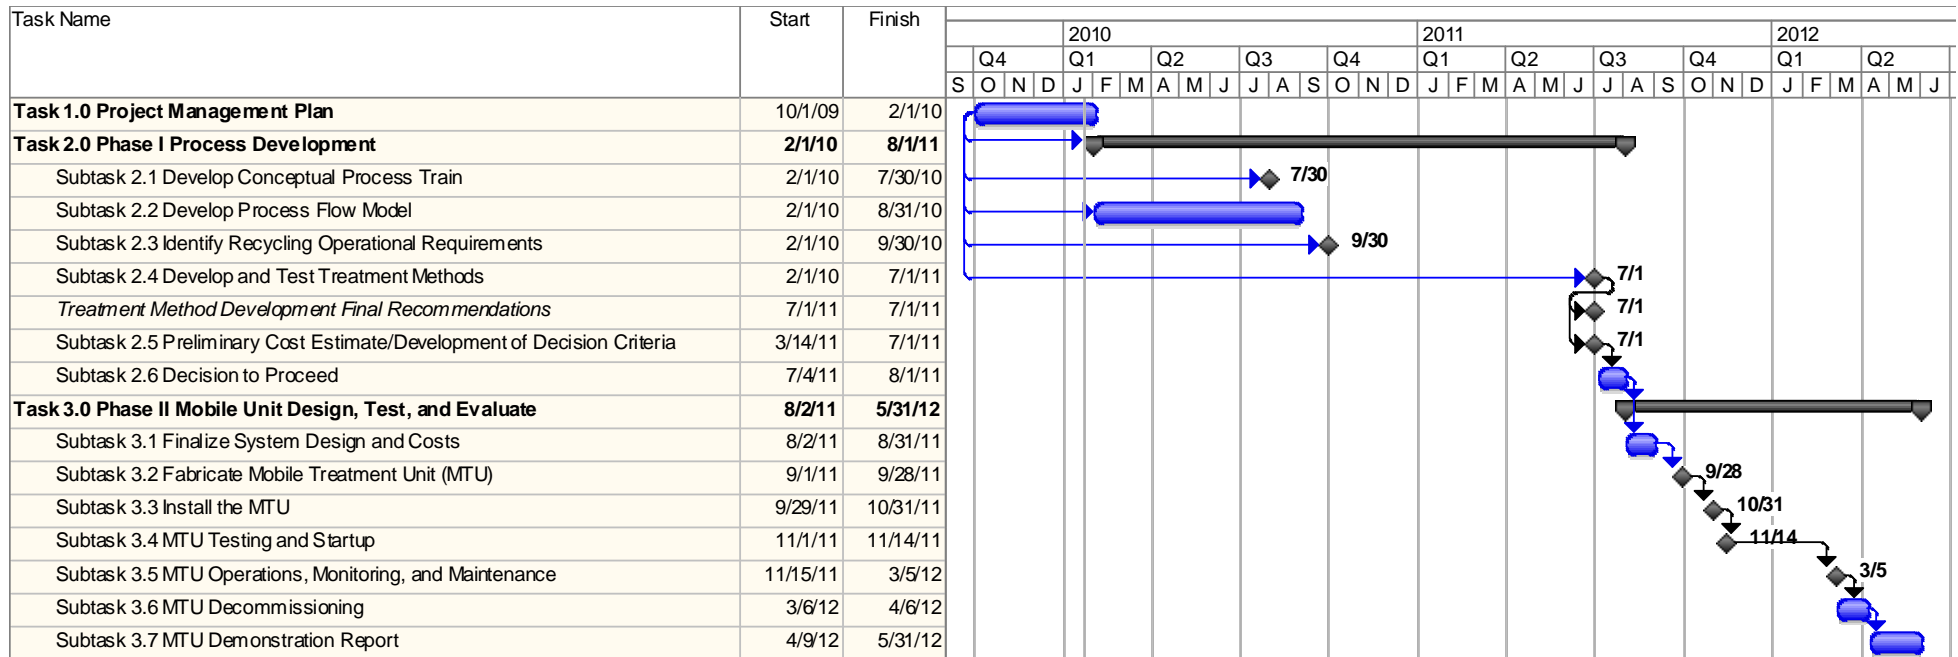 Task Name Start Finish
2010 2011 2012
Q4 Q1 Q2 Q3 Q4 Q1 Q2 Q3 Q4 Q1 Q2
S O N D J F M A M J J A S O N D J F M A M J J A S O N D J F M A M J
Task 1.0 Project Management Plan 10/1/09 2/1/10
Task 2.0 Phase I Process Development 2/1/10 8/1/11
Subtask 2.1 Develop Conceptual Process Train 2/1/10 7/30/10 7/30
Subtask 2.2 Develop Process Flow Model 2/1/10 8/31/10
Subtask 2.3 Identify Recycling Operational Requirements 2/1/10 9/30/10 9/30
Subtask 2.4 Develop and Test Treatment Methods 2/1/10 7/1/11 7/1
Treatment Method Development Final Recommendations 7/1/11 7/1/11 7/1
Subtask 2.5 Preliminary Cost Estimate/Development of Decision Criteria 3/14/11 7/1/11 7/1
Subtask 2.6 Decision to Proceed 7/4/11 8/1/11
Task 3.0 Phase II Mobile Unit Design, Test, and Evaluate 8/2/11 5/31/12
Subtask 3.1 Finalize System Design and Costs 8/2/11 8/31/11
Subtask 3.2 Fabricate Mobile Treatment Unit (MTU) 9/1/11 9/28/11 9/28
Subtask 3.3 Install the MTU 9/29/11 10/31/11 10/31
Subtask 3.4 MTU Testing and Startup 11/1/11 11/14/11 11/14
Subtask 3.5 MTU Operations, Monitoring, and Maintenance 11/15/11 3/5/12 3/5
Subtask 3.6 MTU Decommissioning 3/6/12 4/6/12
Subtask 3.7 MTU Demonstration Report 4/9/12 5/31/12